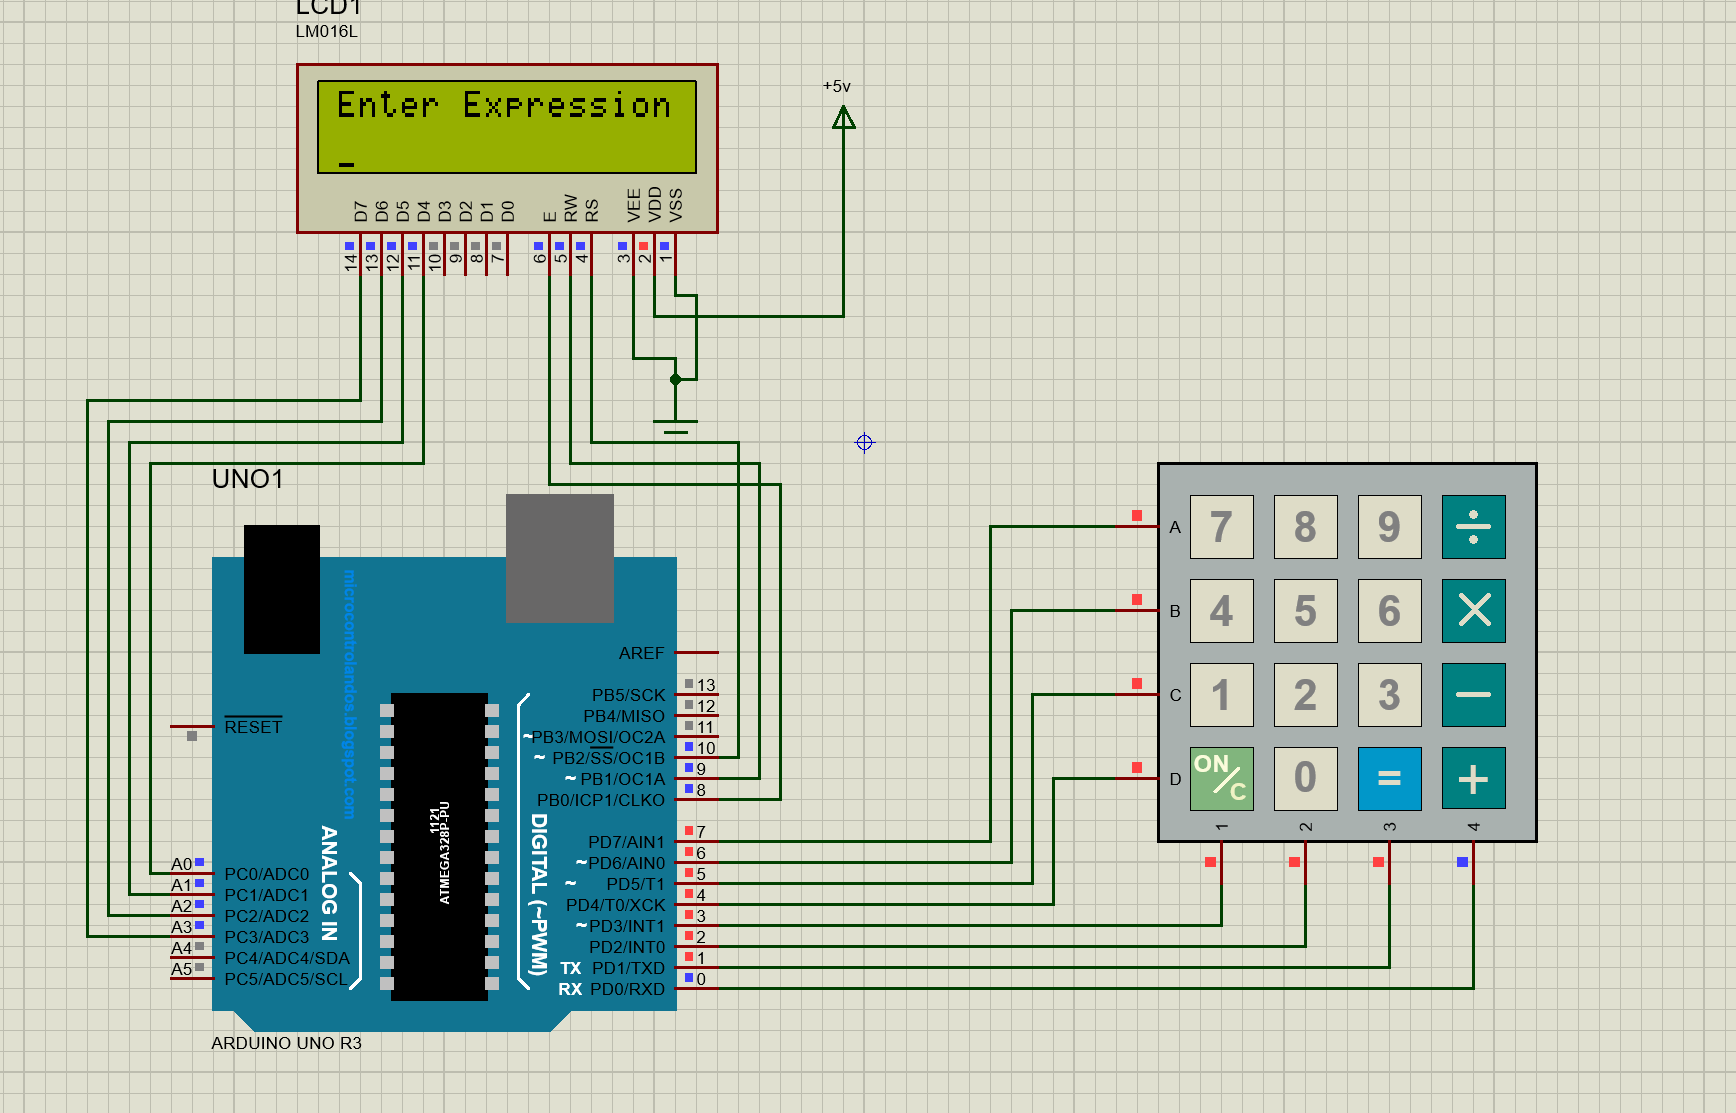 LCD1
LM016L
Enter Expression
_
D7 D6 D5 D4 D3 D2 D1 D0 E RW RS VEE VDD VSS
14 13 12 11 10 9 8 7 6 5 4 3 2 1
+5v
UNO1
microcontrolandos.blogspot.com
AREF
RESET
PB5/SCK 13
PB4/MISO 12
~PB3/MOSI/OC2A 11
~ PB2/SS/OC1B 10
~ PB1/OC1A 9
PB0/ICP1/CLKO 8
1121
ATMEGA328P-PU
ANALOG IN
DIGITAL (~PWM)
PD7/AIN1 7
~PD6/AIN0 6
~ PD5/T1 5
PD4/T0/XCK 4
~PD3/INT1 3
PD2/INT0 2
TX PD1/TXD 1
RX PD0/RXD 0
A0 PC0/ADC0
A1 PC1/ADC1
A2 PC2/ADC2
A3 PC3/ADC3
A4 PC4/ADC4/SDA
A5 PC5/ADC5/SCL
ARDUINO UNO R3
A 7 8 9 ÷
B 4 5 6 ×
C 1 2 3 −
D ON/C 0 = +
1 2 3 4